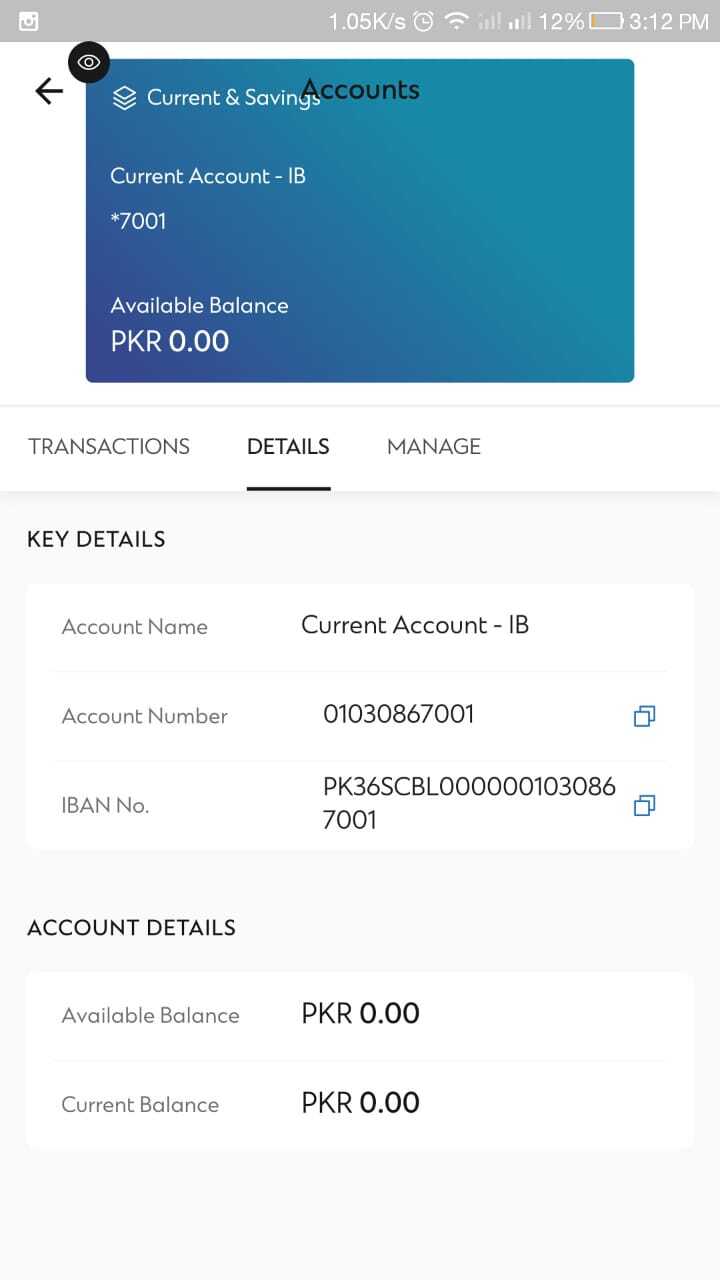 1.05K/s 12% 3:12 PM
Accounts
Current & Savings
Current Account - IB
*7001
Available Balance
PKR 0.00
TRANSACTIONS DETAILS MANAGE
KEY DETAILS
Account Name Current Account - IB
Account Number 01030867001
IBAN No. PK36SCBL000000103086
7001
ACCOUNT DETAILS
Available Balance PKR 0.00
Current Balance PKR 0.00